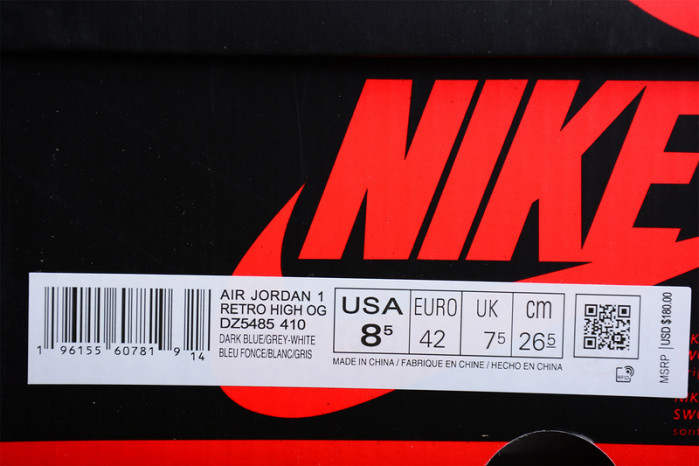 NIKE
AIR JORDAN 1
RETRO HIGH OG
DZ5485 410
DARK BLUE/GREY-WHITE
BLEU FONCE/BLANC/GRIS
1 96155 60781 9 14
USA
8⁵
EURO
42
UK
7⁵
cm
26⁵
MADE IN CHINA / FABRIQUE EN CHINE / HECHO EN CHINA
RFID
MSRP USD $180.00